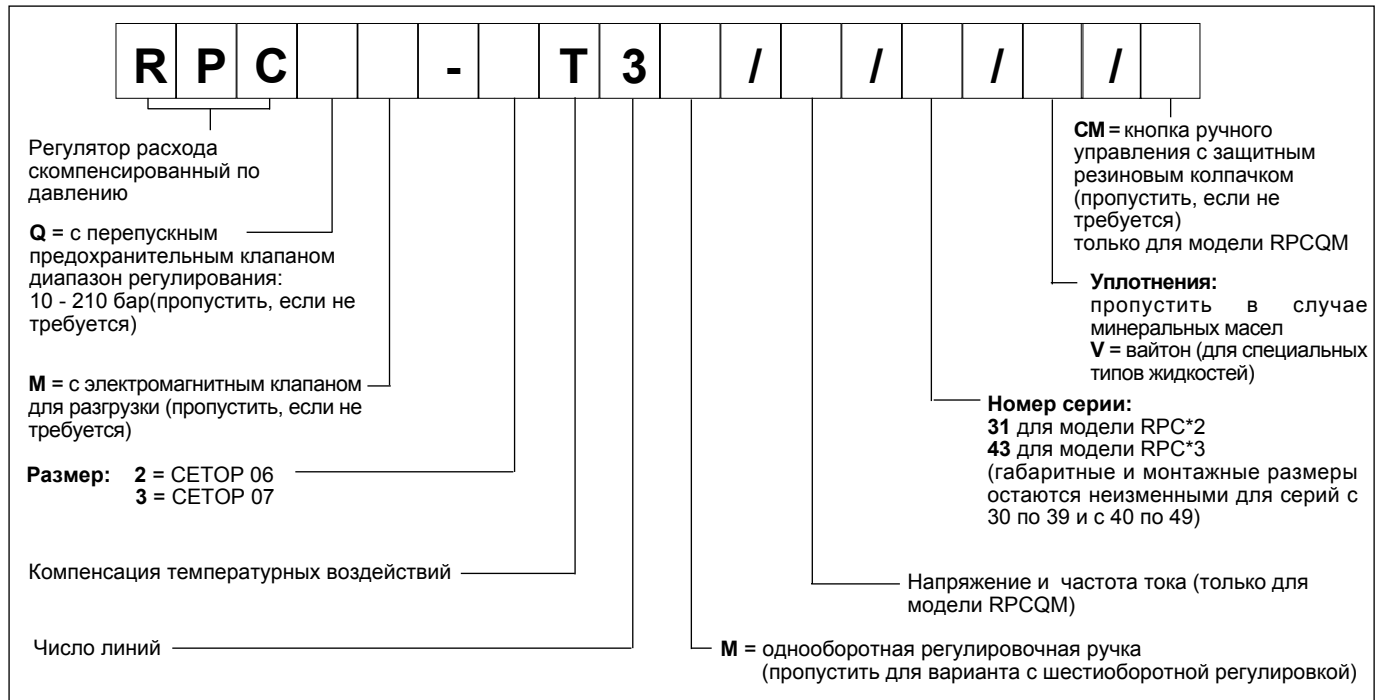 R P C - T 3 / / / /
Регулятор расхода
скомпенсированный по
давлению
Q = с перепускным
предохранительным клапаном
диапазон регулирования:
10 - 210 бар(пропустить, если не
требуется)
M = с электромагнитным клапаном
для разгрузки (пропустить, если не
требуется)
Размер: 2 = CETOP 06
3 = CETOP 07
Компенсация температурных воздействий
Число линий
CM = кнопка ручного
управления с защитным
резиновым колпачком
(пропустить, если не
требуется)
только для модели RPCQM
Уплотнения:
пропустить в случае
минеральных масел
V = вайтон (для специальных
типов жидкостей)
Номер серии:
31 для модели RPC*2
43 для модели RPC*3
(габаритные и монтажные размеры
остаются неизменными для серий с
30 по 39 и с 40 по 49)
Напряжение и частота тока (только для
модели RPCQM)
M = однооборотная регулировочная ручка
(пропустить для варианта с шестиоборотной регулировкой)